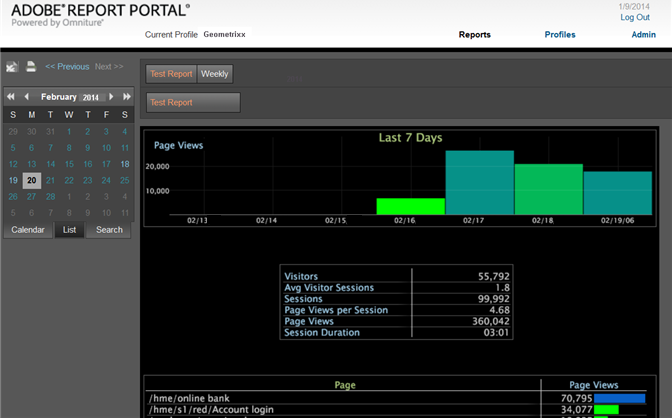 ADOBE® REPORT PORTAL®
Powered by Omniture®
1/9/2014
Log Out
Current Profile Geometrixx
Reports Profiles Admin
<< Previous Next >>
Test Report Weekly
Test Report
February 2014
S M T W T F S
29 30 31 1 2 3 4
5 6 7 8 9 10 11
12 13 14 15 16 17 18
19 20 21 22 23 24 25
26 27 28 1 2 3 4
5 6 7 8 9 10 11
Calendar List Search
Last 7 Days
Page Views
20,000
10,000
02/13 02/14 02/15 02/16 02/17 02/18 02/19/06
Visitors 55,792
Avg Visitor Sessions 1.8
Sessions 99,992
Page Views per Session 4.68
Page Views 360,042
Session Duration 03:01
Page Page Views
/hme/online bank 70,795
/hme/s1/red/Account login 34,077